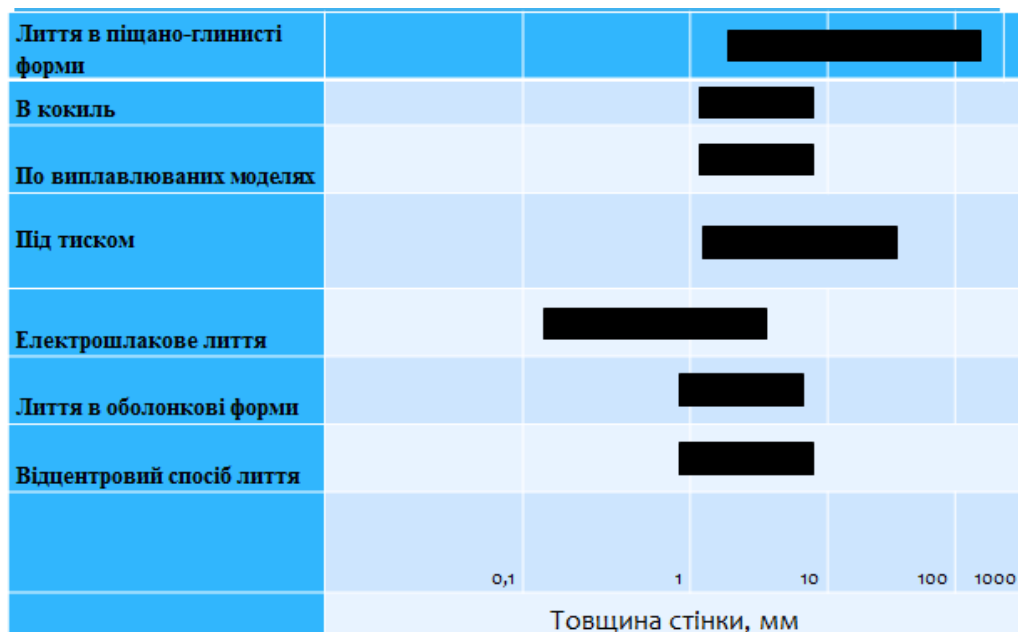 Лиття в піщано-глинисті
форми
В кокиль
По виплавлюваних моделях
Під тиском
Електрошлакове лиття
Лиття в оболонкові форми
Відцентровий спосіб лиття
0,1 1 10 100 1000
Товщина стінки, мм